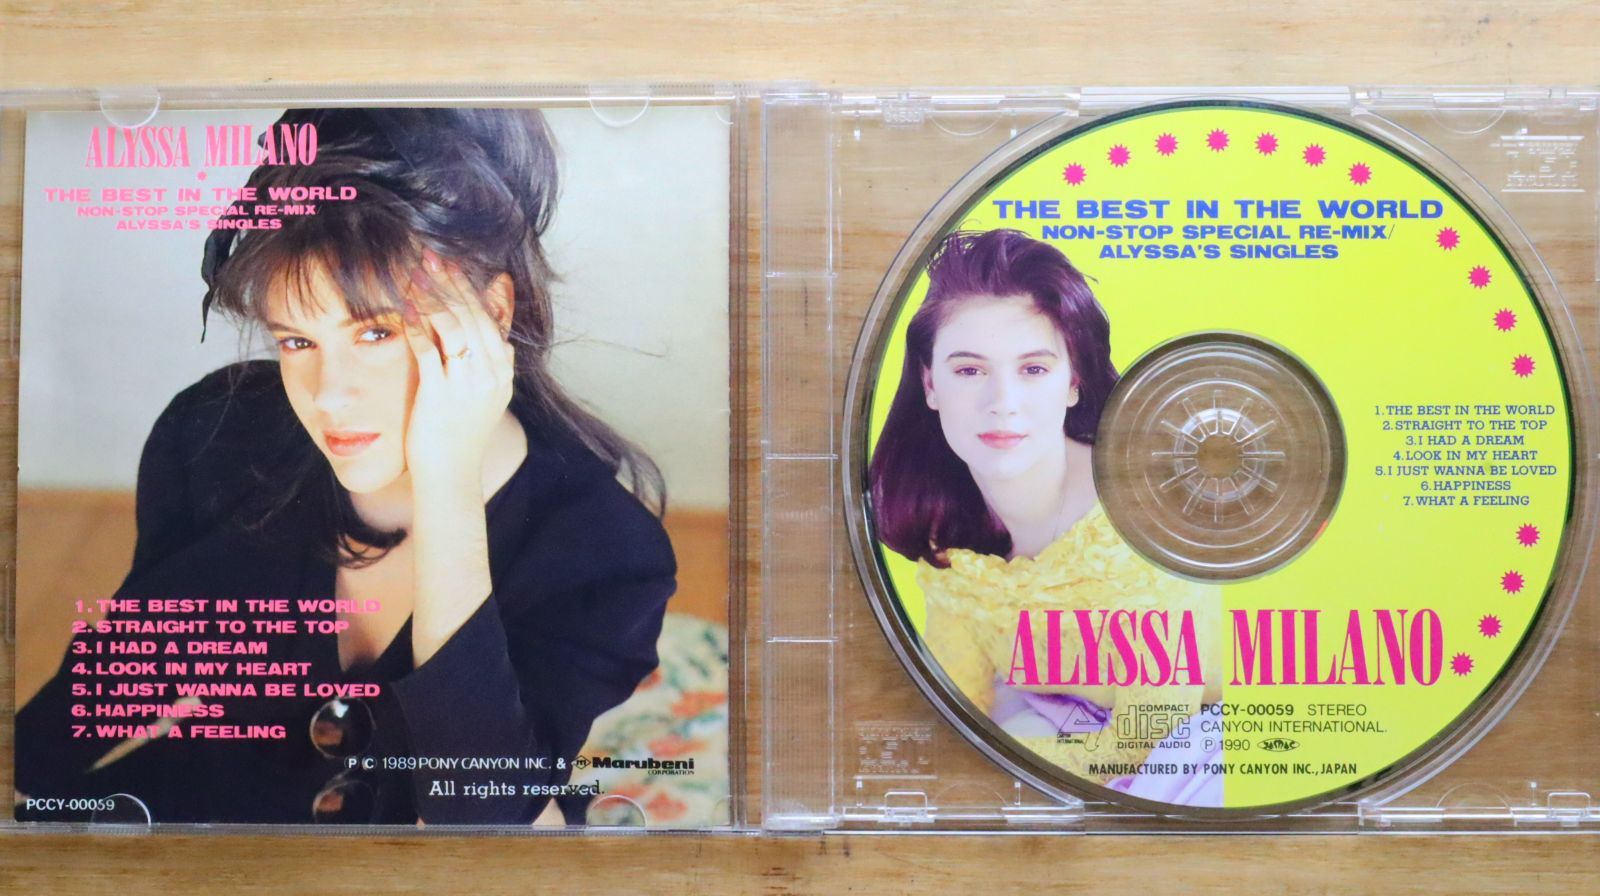 ALYSSA MILANO
THE BEST IN THE WORLD
NON-STOP SPECIAL RE-MIX/
ALYSSA'S SINGLES
1. THE BEST IN THE WORLD
2. STRAIGHT TO THE TOP
3. I HAD A DREAM
4. LOOK IN MY HEART
5. I JUST WANNA BE LOVED
6. HAPPINESS
7. WHAT A FEELING
Ⓟ Ⓒ 1989 PONY CANYON INC. & Marubeni
CORPORATION
All rights reserved.
PCCY-00059
THE BEST IN THE WORLD
NON-STOP SPECIAL RE-MIX/
ALYSSA'S SINGLES
1. THE BEST IN THE WORLD
2. STRAIGHT TO THE TOP
3. I HAD A DREAM
4. LOOK IN MY HEART
5. I JUST WANNA BE LOVED
6. HAPPINESS
7. WHAT A FEELING
ALYSSA MILANO
CANYON
INTERNATIONAL
COMPACT
disc
DIGITAL AUDIO
PCCY-00059 STEREO
CANYON INTERNATIONAL.
Ⓟ 1990
MANUFACTURED BY PONY CANYON INC., JAPAN